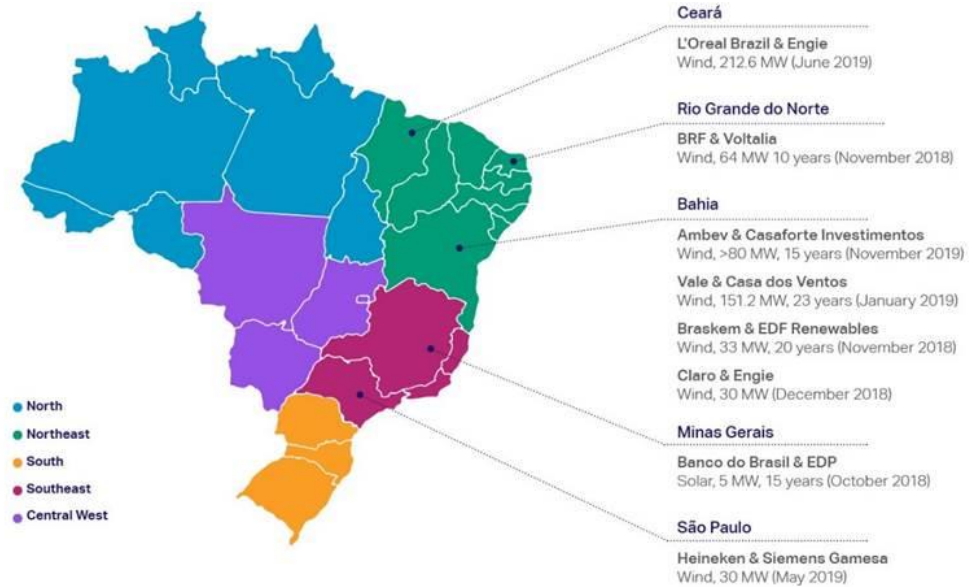 Ceará
L'Oreal Brazil & Engie
Wind, 212.6 MW (June 2019)
Rio Grande do Norte
BRF & Voltalia
Wind, 64 MW 10 years (November 2018)
Bahia
Ambev & Casaforte Investimentos
Wind, >80 MW, 15 years (November 2019)
Vale & Casa dos Ventos
Wind, 151.2 MW, 23 years (January 2019)
Braskem & EDF Renewables
Wind, 33 MW, 20 years (November 2018)
Claro & Engie
Wind, 30 MW (December 2018)
Minas Gerais
Banco do Brasil & EDP
Solar, 5 MW, 15 years (October 2018)
São Paulo
Heineken & Siemens Gamesa
Wind, 30 MW (May 2019)
North
Northeast
South
Southeast
Central West